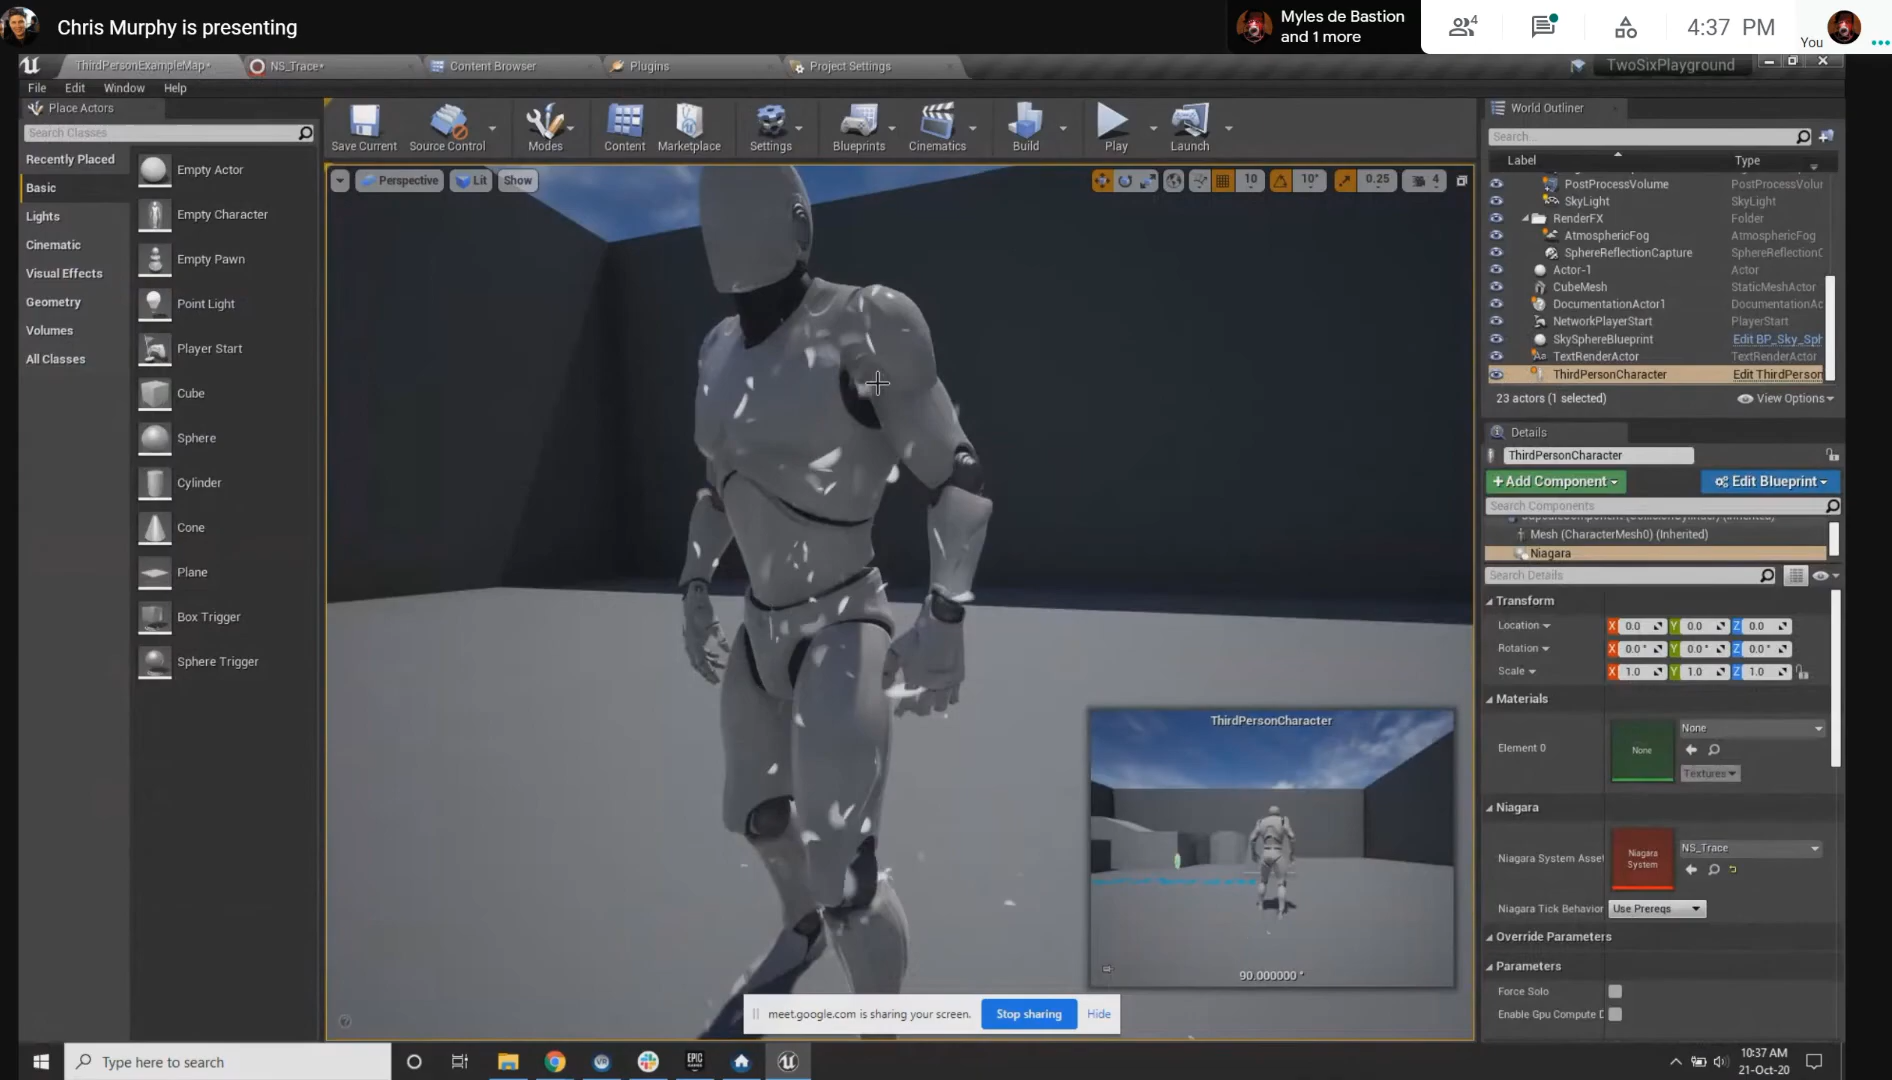 Chris Murphy is presenting
Myles de Bastion
and 1 more
4
4:37 PM
You
ThirdPersonExampleMap*
NS_Trace*
Content Browser
Plugins
Project Settings
TwoSixPlayground
File Edit Window Help
Place Actors
Search Classes
Recently Placed
Basic
Lights
Cinematic
Visual Effects
Geometry
Volumes
All Classes
Empty Actor
Empty Character
Empty Pawn
Point Light
Player Start
Cube
Sphere
Cylinder
Cone
Plane
Box Trigger
Sphere Trigger
Save Current
Source Control
Modes
Content
Marketplace
Settings
Blueprints
Cinematics
Build
Play
Launch
Perspective
Lit
Show
10
10°
0.25
4
ThirdPersonCharacter
90.000000 °
meet.google.com is sharing your screen.
Stop sharing
Hide
World Outliner
Search...
Label Type
PostProcessVolume PostProcessVolur
SkyLight SkyLight
RenderFX Folder
AtmosphericFog AtmosphericFog
SphereReflectionCapture SphereReflectionC
Actor-1 Actor
CubeMesh StaticMeshActor
DocumentationActor1 DocumentationAc
NetworkPlayerStart PlayerStart
SkySphereBlueprint Edit BP_Sky_Sph
TextRenderActor TextRenderActor
ThirdPersonCharacter Edit ThirdPerson
23 actors (1 selected)
View Options
Details
ThirdPersonCharacter
+Add Component
Edit Blueprint
Search Components
Mesh (CharacterMesh0) (Inherited)
Niagara
Search Details
Transform
Location X 0.0 Y 0.0 Z 0.0
Rotation X 0.0 ° Y 0.0 ° Z 0.0 °
Scale X 1.0 Y 1.0 Z 1.0
Materials
Element 0
None
None
Textures
Niagara
Niagara System Asset
Niagara
System
NS_Trace
Niagara Tick Behavior Use Prereqs
Override Parameters
Parameters
Force Solo
Enable Gpu Compute D
Type here to search
EPIC
10:37 AM
21-Oct-20